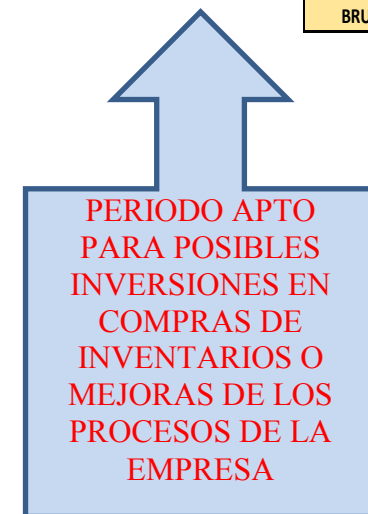 BRU
PERIODO APTO
PARA POSIBLES
INVERSIONES EN
COMPRAS DE
INVENTARIOS O
MEJORAS DE LOS
PROCESOS DE LA
EMPRESA